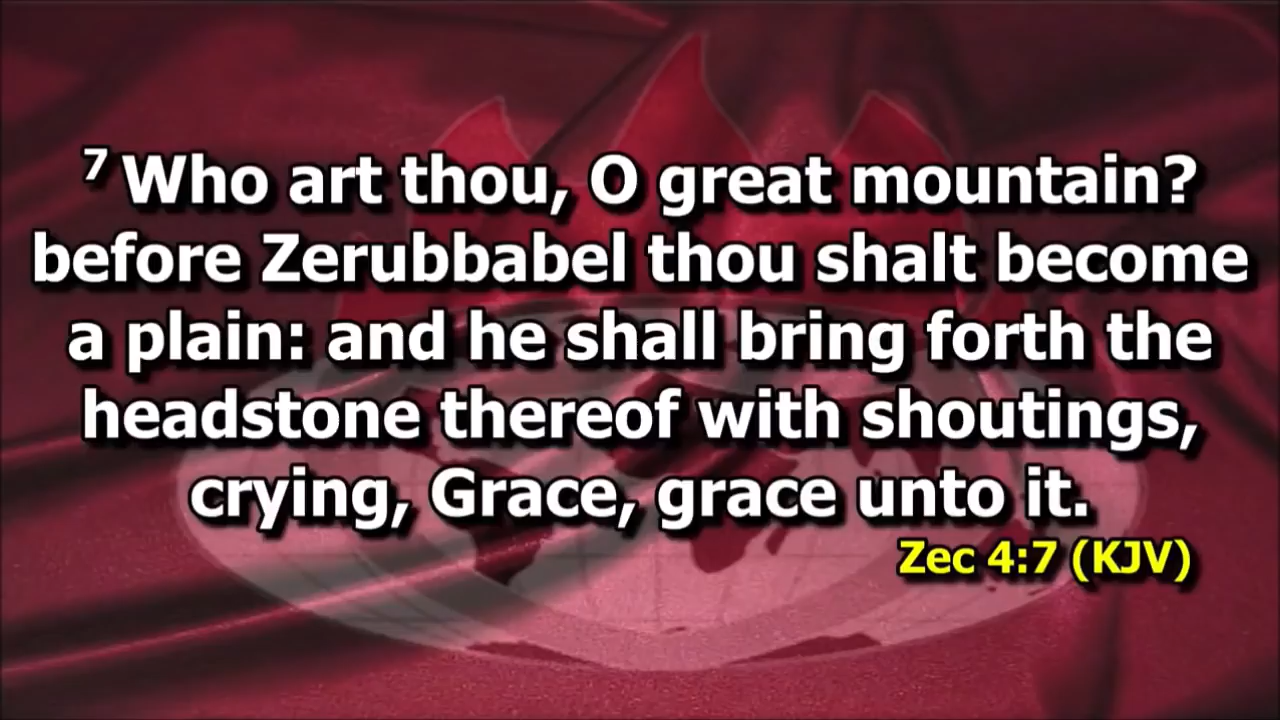 7 Who art thou, O great mountain?
before Zerubbabel thou shalt become
a plain: and he shall bring forth the
headstone thereof with shoutings,
crying, Grace, grace unto it.
Zec 4:7 (KJV)